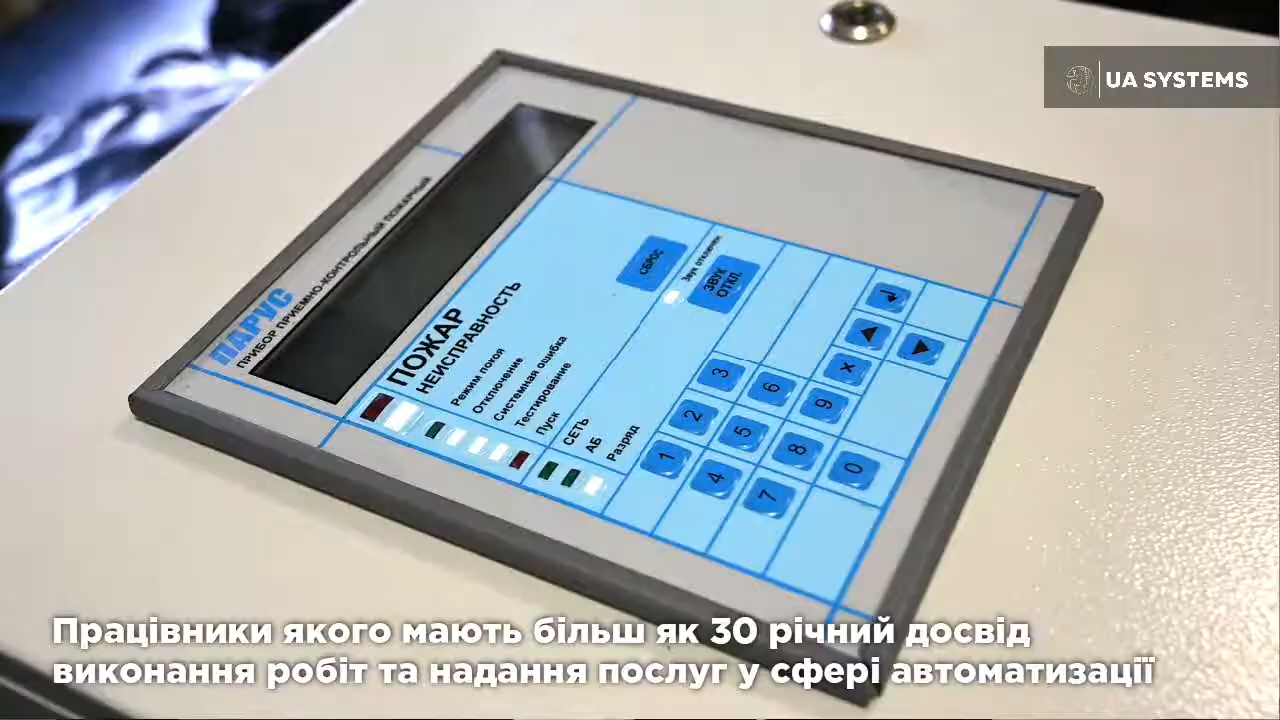 UA SYSTEMS
ПАРУС
ПРИБОР ПРИЕМНО-КОНТРОЛЬНЫЙ ПОЖАРНЫЙ
ПОЖАР
НЕИСПРАВНОСТЬ
Режим покоя
Отключение
Системная ошибка
Тестирование
Пуск
СЕТЬ
АБ
Разряд
СБРОС
Звук отключен
ЗВУК
ОТКЛ.
1 2 3
4 5 6
7 8 9 X
0
Працівники якого мають більш як 30 річний досвід
виконання робіт та надання послуг у сфері автоматизації